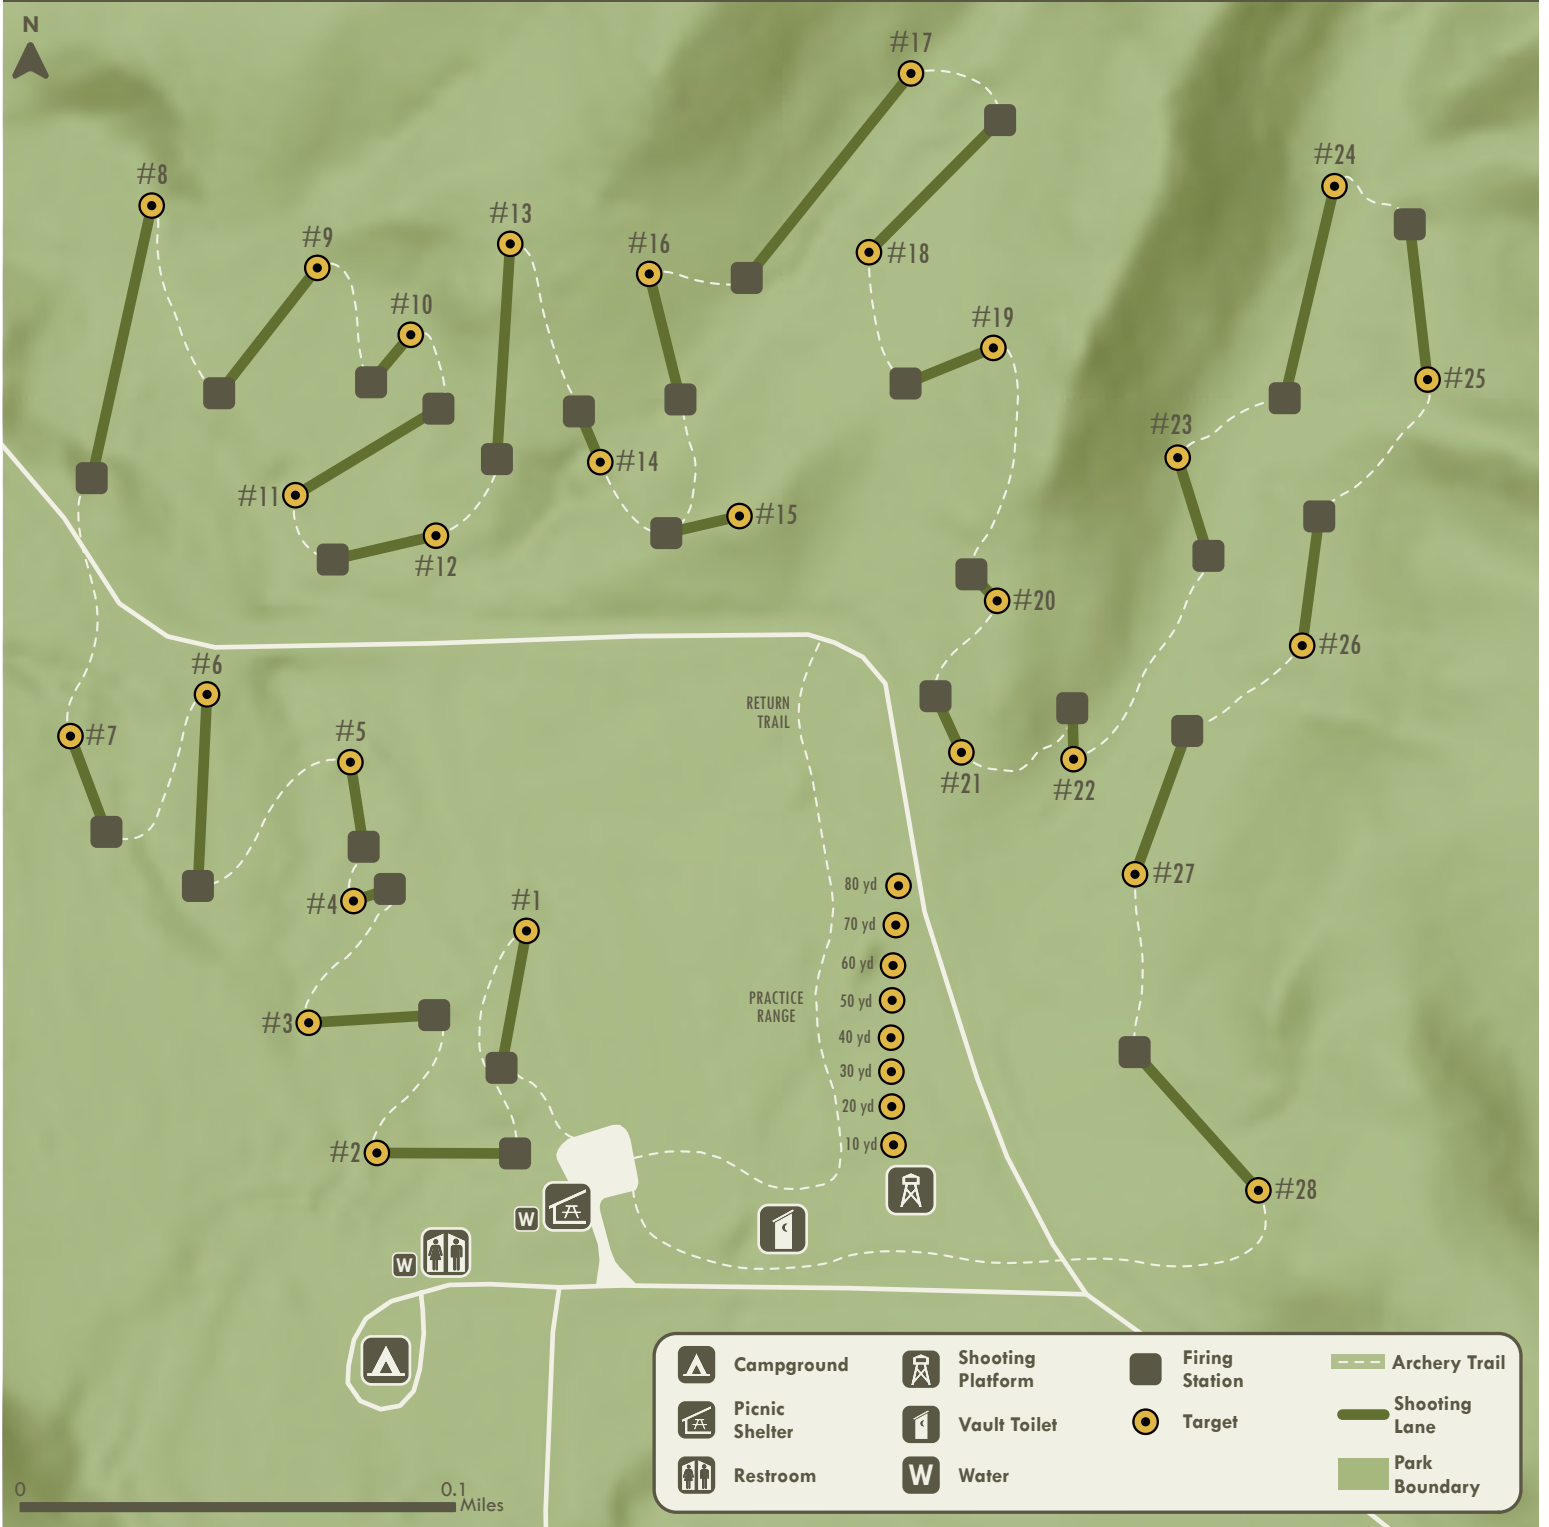 N
#17
#24
#8
#13
#9
#16
#18
#10
#19
#25
#23
#14
#11
#15
#12
#20
#26
#6
RETURN
TRAIL
#7
#5
#21
#22
#27
80 yd
#4
#1
70 yd
60 yd
PRACTICE
RANGE
50 yd
#3
40 yd
30 yd
20 yd
10 yd
#2
#28
W
W
Campground
Shooting
Platform
Firing
Station
Archery Trail
Picnic
Shelter
Vault Toilet
Target
Shooting
Lane
Restroom
W
Water
Park
Boundary
0
0.1
Miles